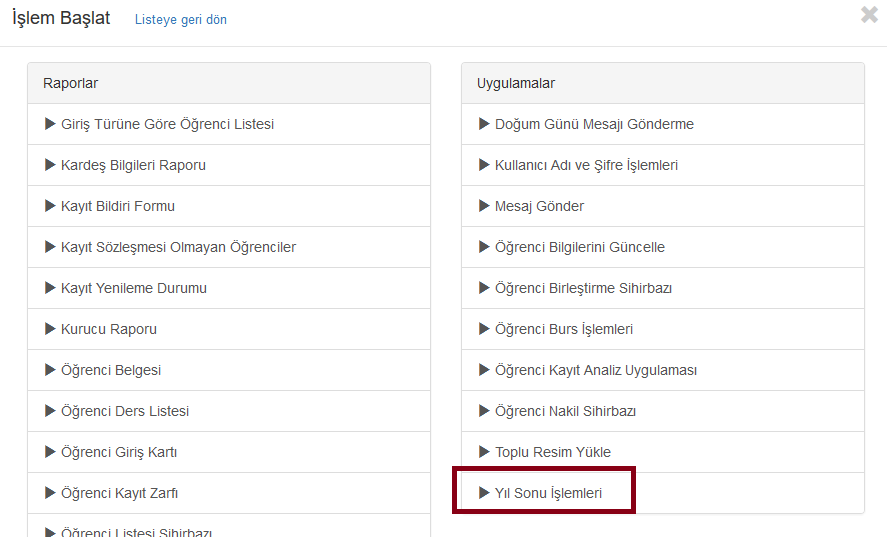 İşlem Başlat Listeye geri dön
Raporlar
Giriş Türüne Göre Öğrenci Listesi
Kardeş Bilgileri Raporu
Kayıt Bildiri Formu
Kayıt Sözleşmesi Olmayan Öğrenciler
Kayıt Yenileme Durumu
Kurucu Raporu
Öğrenci Belgesi
Öğrenci Ders Listesi
Öğrenci Giriş Kartı
Öğrenci Kayıt Zarfı
Öğrenci Listesi Sihirbazı
Uygulamalar
Doğum Günü Mesajı Gönderme
Kullanıcı Adı ve Şifre İşlemleri
Mesaj Gönder
Öğrenci Bilgilerini Güncelle
Öğrenci Birleştirme Sihirbazı
Öğrenci Burs İşlemleri
Öğrenci Kayıt Analiz Uygulaması
Öğrenci Nakil Sihirbazı
Toplu Resim Yükle
Yıl Sonu İşlemleri